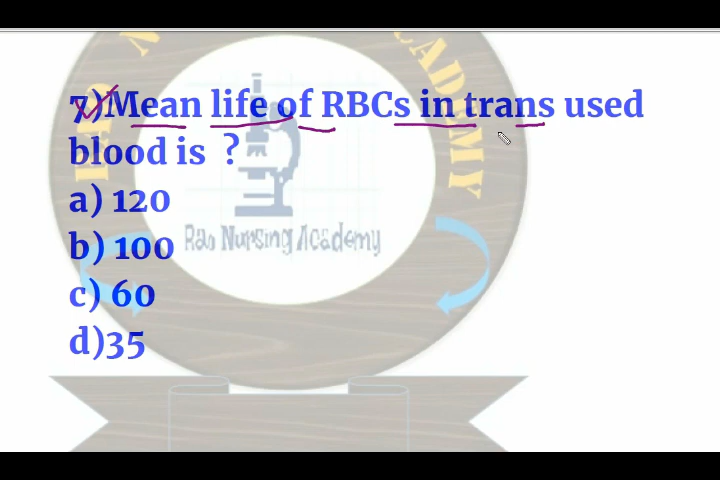 7)Mean life of RBCs in trans used
blood is ?
a) 120
b) 100
Rao Nursing Academy
c) 60
d)35